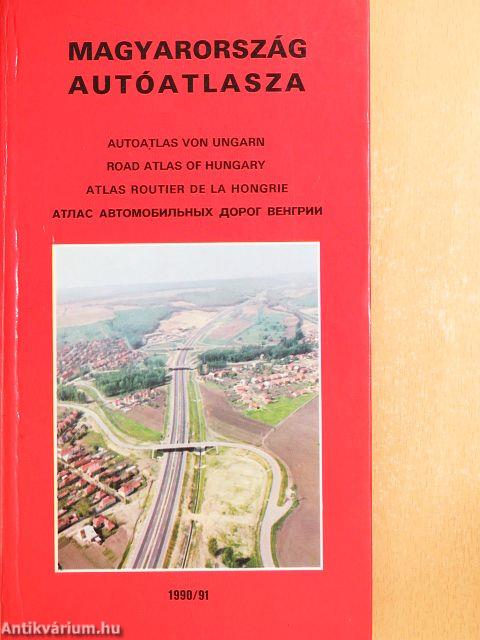 MAGYARORSZÁG
AUTÓATLASZA
AUTOATLAS VON UNGARN
ROAD ATLAS OF HUNGARY
ATLAS ROUTIER DE LA HONGRIE
АТЛАС АВТОМОБИЛЬНЫХ ДОРОГ ВЕНГРИИ
1990/91
Antikvárium.hu